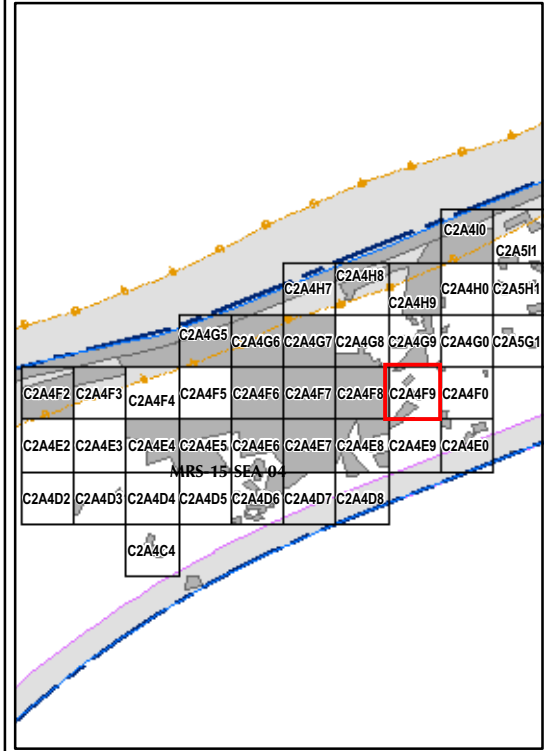 C2A4I0
C2A5I1
C2A4H7 C2A4H8 C2A4H9 C2A4H0 C2A5H1
C2A4G5 C2A4G6 C2A4G7 C2A4G8 C2A4G9 C2A4G0 C2A5G1
C2A4F2 C2A4F3 C2A4F4 C2A4F5 C2A4F6 C2A4F7 C2A4F8 C2A4F9 C2A4F0
C2A4E2 C2A4E3 C2A4E4 C2A4E5 C2A4E6 C2A4E7 C2A4E8 C2A4E9 C2A4E0
MRS-15-SEA-04
C2A4D2 C2A4D3 C2A4D4 C2A4D5 C2A4D6 C2A4D7 C2A4D8
C2A4C4